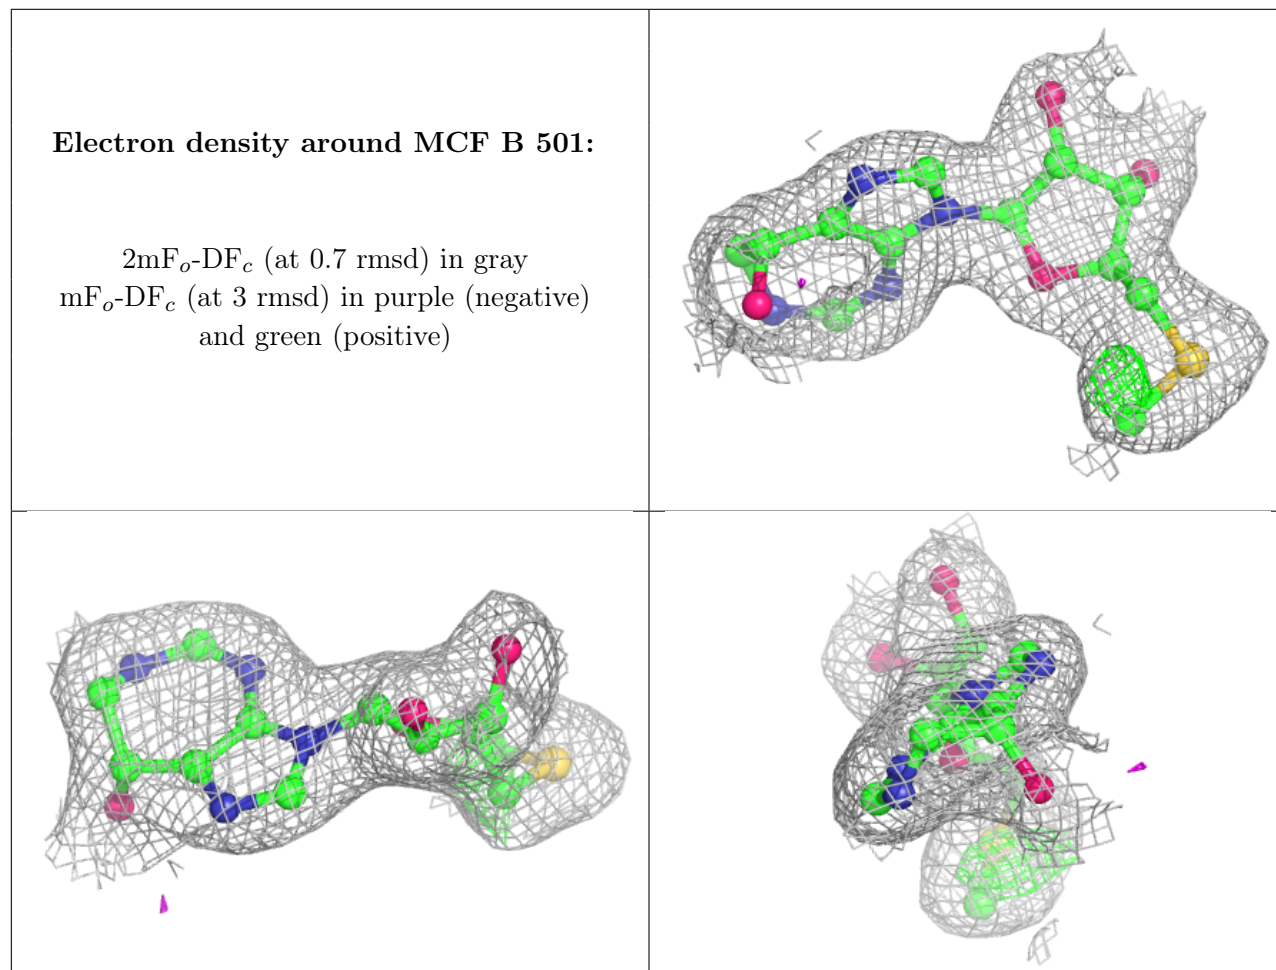 Electron density around MCF B 501:
2mFo-DFc (at 0.7 rmsd) in gray
mFo-DFc (at 3 rmsd) in purple (negative)
and green (positive)